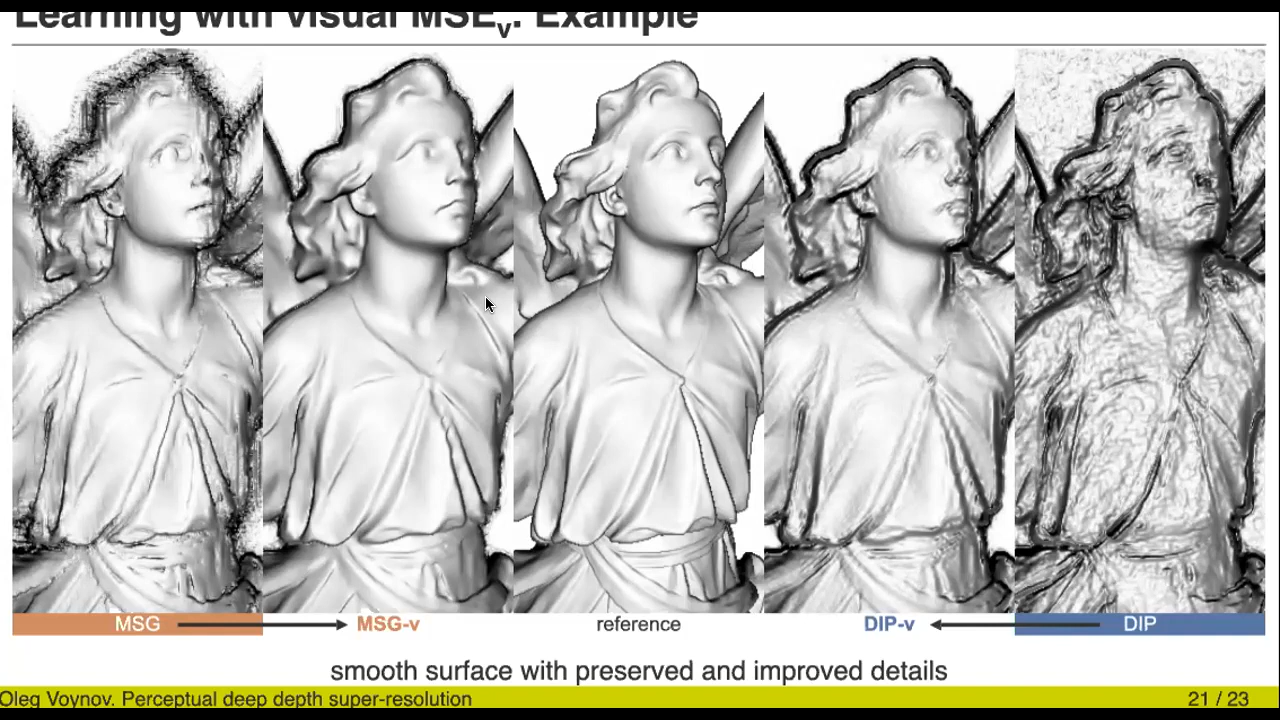 Learning with visual MSEv. Example
MSG
MSG-v
reference
DIP-v
DIP
smooth surface with preserved and improved details
Oleg Voynov. Perceptual deep depth super-resolution
21 / 23